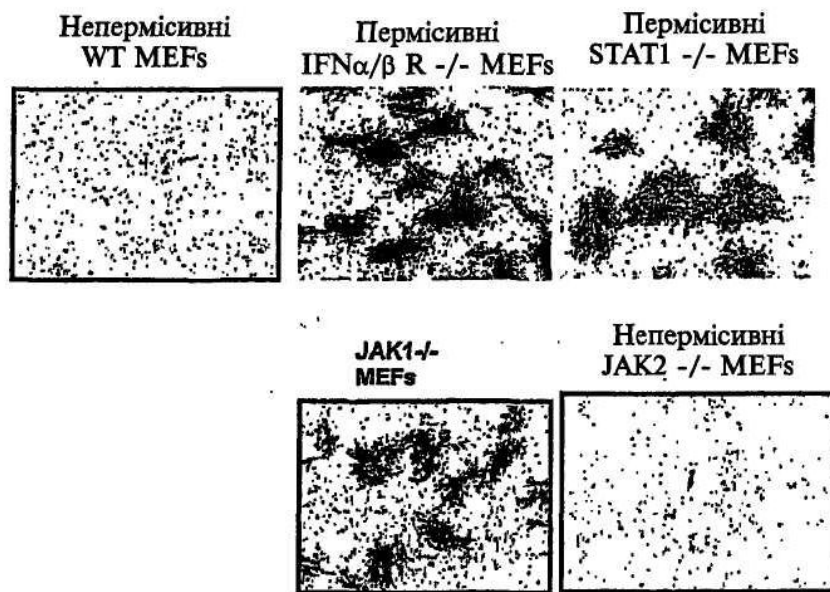 Непермісивні
WT MEFs
Пермісивні
IFNα/β R -/- MEFs
Пермісивні
STAT1 -/- MEFs
JAK1-/-
MEFs
Непермісивні
JAK2 -/- MEFs